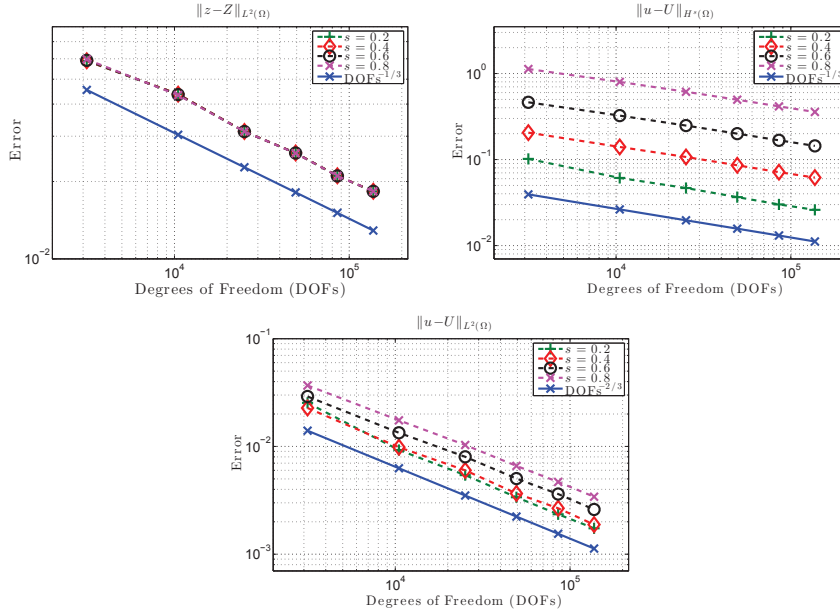 ‖z−Z‖_{L²(Ω)}
s = 0.2
s = 0.4
s = 0.6
s = 0.8
DOFs^{−1/3}
Error
10^{−2}
10^4
10^5
Degrees of Freedom (DOFs)
‖u−U‖_{H^s(Ω)}
s = 0.2
s = 0.4
s = 0.6
s = 0.8
DOFs^{−1/3}
Error
10^0
10^{−1}
10^{−2}
10^4
10^5
Degrees of Freedom (DOFs)
‖u−U‖_{L²(Ω)}
s = 0.2
s = 0.4
s = 0.6
s = 0.8
DOFs^{−2/3}
Error
10^{−1}
10^{−2}
10^{−3}
10^4
10^5
Degrees of Freedom (DOFs)